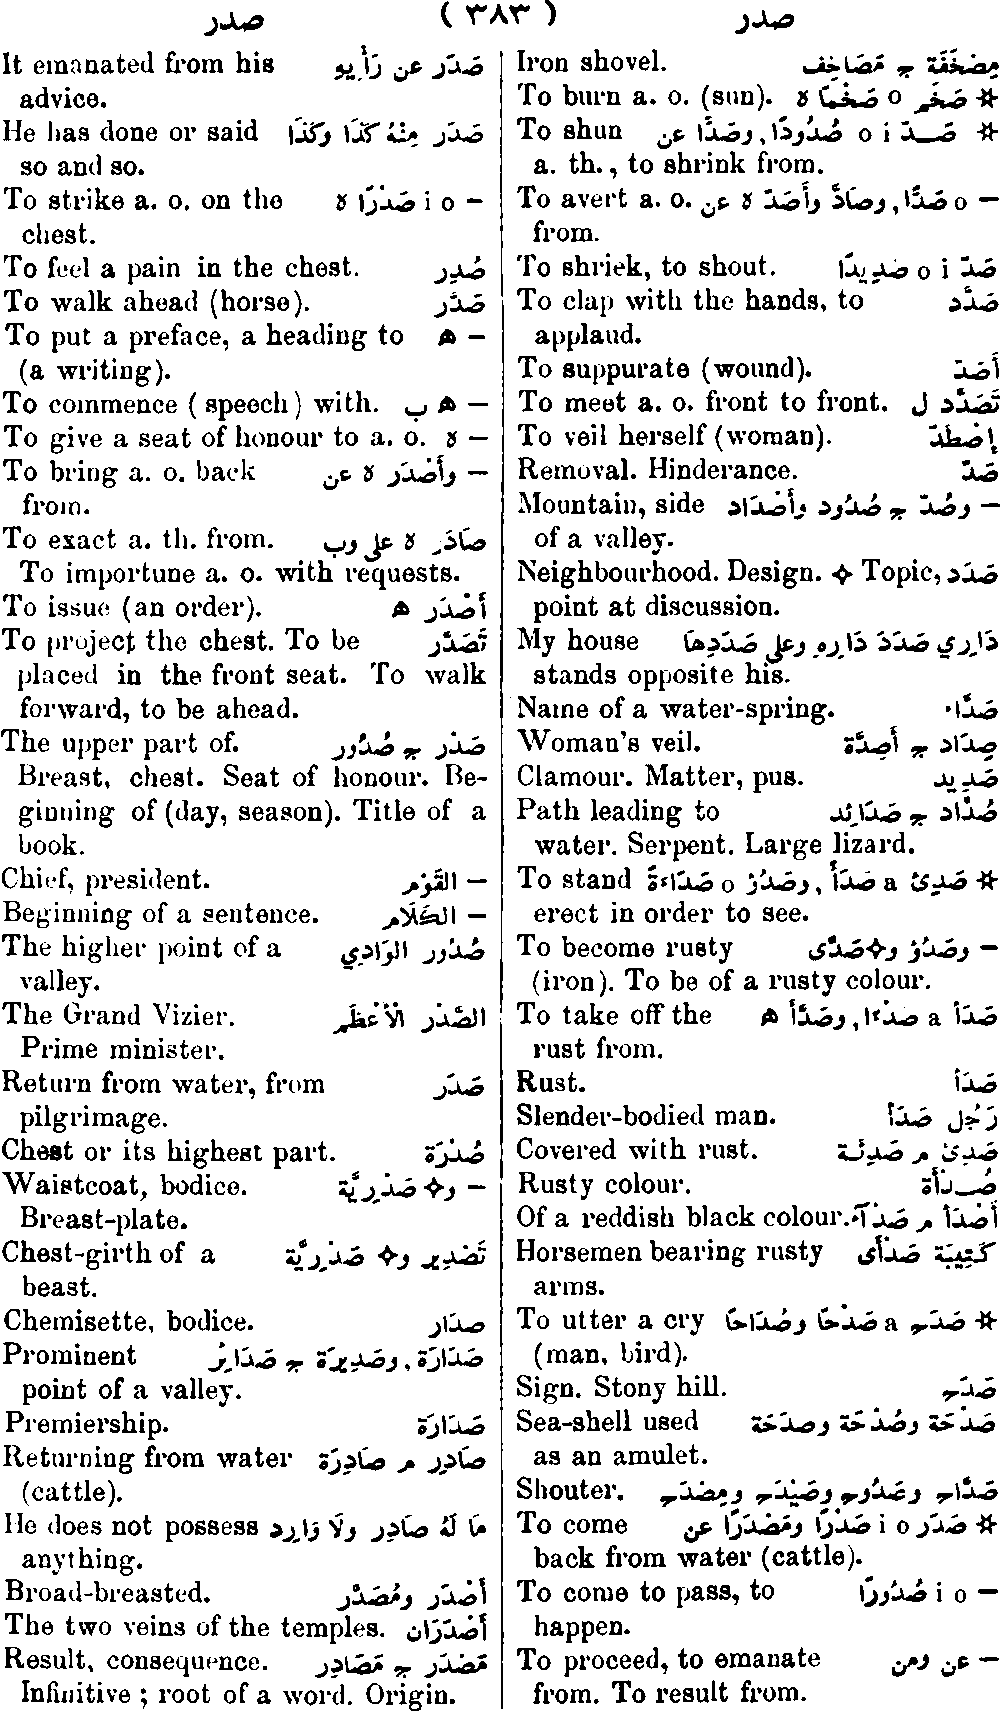 صدر ( ٣٨٣ ) صدر
Iron shovel. مِصْخَفَة ج مَصَاخِف
To burn a. o. (sun). ✲ صَخَم o صَخْمًا ه
To shun ✲ صَدّ i o صُدُودًا, وصَدًّا عن
a. th., to shrink from.
To avert a. o. – o صَدًّا, وصَادَّ وأَصَدّ ه عن
from.
To shriek, to shout. صَدّ i o صَدِيدًا
To clap with the hands, to صَدَّد
applaud.
To suppurate (wound). أَصَدّ
To meet a. o. front to front. تَصَدَّد ل
To veil herself (woman). إِصْطَدّ
Removal. Hinderance. صَدّ
Mountain, side – وصُدّ ج صُدُود وأَصْدَاد
of a valley.
Neighbourhood. Design. ✧ Topic, صَدَد
point at discussion.
My house دَارِي صَدَدَ دَارِهِ وعلى صَدَدِهَا
stands opposite his.
Name of a water-spring. صَدَّاء
Woman's veil. صِدَاد ج أَصِدَّة
Clamour. Matter, pus. صَدِيد
Path leading to صُدَّاد ج صَدَائِد
water. Serpent. Large lizard.
To stand ✲ صَدِئَ a صَدَأً, وصَدُؤَ o صَدَاءَةً
erect in order to see.
To become rusty – وصَدُؤَ و✧صَدَّى
(iron). To be of a rusty colour.
To take off the صَدَأَ a صَدْءًا, وصَدَّأَ ه
rust from.
Rust. صَدَأ
Slender-bodied man. رَجُل صَدَأ
Covered with rust. صَدِئ م صَدِئَة
Rusty colour. صُدْأَة
Of a reddish black colour. أَصْدَأ م صَدْآء
Horsemen bearing rusty كَتِيبَة صَدْأَى
arms.
To utter a cry ✲ صَدَح a صَدْحًا وصُدَاحًا
(man, bird).
Sign. Stony hill. صَدَح
Sea-shell used صَدْحَة وصُدْحَة وصَدَحَة
as an amulet.
Shouter. صَدَّاح وصَدُوح وصَيْدَح ومِصْدَح
To come ✲ صَدَر i o صَدْرًا ومَصْدَرًا عن
back from water (cattle).
To come to pass, to – i o صُدُورًا
happen.
To proceed, to emanate – عن ومن
from. To result from.
It emanated from his صَدَر عن رَأْيِهِ
advice.
He has done or said صَدَر مِنْهُ كَذَا وكَذَا
so and so.
To strike a. o. on the – i o صَدْرًا ه
chest.
To feel a pain in the chest. صُدِر
To walk ahead (horse). صَدَّر
To put a preface, a heading to – ه
(a writing).
To commence (speech) with. – ه ب
To give a seat of honour to a. o. – ه
To bring a. o. back – وأَصْدَر ه عن
from.
To exact a. th. from. صَادَر ه على وب
To importune a. o. with requests.
To issue (an order). أَصْدَر ه
To project the chest. To be تَصَدَّر
placed in the front seat. To walk
forward, to be ahead.
The upper part of. صَدْر ج صُدُور
Breast, chest. Seat of honour. Be-
ginning of (day, season). Title of a
book.
Chief, president. – القَوْم
Beginning of a sentence. – الكَلَام
The higher point of a صُدُور الوَادِي
valley.
The Grand Vizier. الصَّدْر الْأَعْظَم
Prime minister.
Return from water, from صَدَر
pilgrimage.
Chest or its highest part. صُدْرَة
Waistcoat, bodice. – و✧ صَدْرِيَّة
Breast-plate.
Chest-girth of a تَصْدِير و✧ صَدْرِيَّة
beast.
Chemisette, bodice. صِدَار
Prominent صَدَارَة, وصَدِيرَة ج صَدَائِر
point of a valley.
Premiership. صَدَارَة
Returning from water صَادِر م صَادِرَة
(cattle).
He does not possess مَا لَهُ صَادِر ولَا وَارِد
anything.
Broad-breasted. أَصْدَر ومُصَدَّر
The two veins of the temples. أَصْدَرَان
Result, consequence. مَصْدَر ج مَصَادِر
Infinitive ; root of a word. Origin.